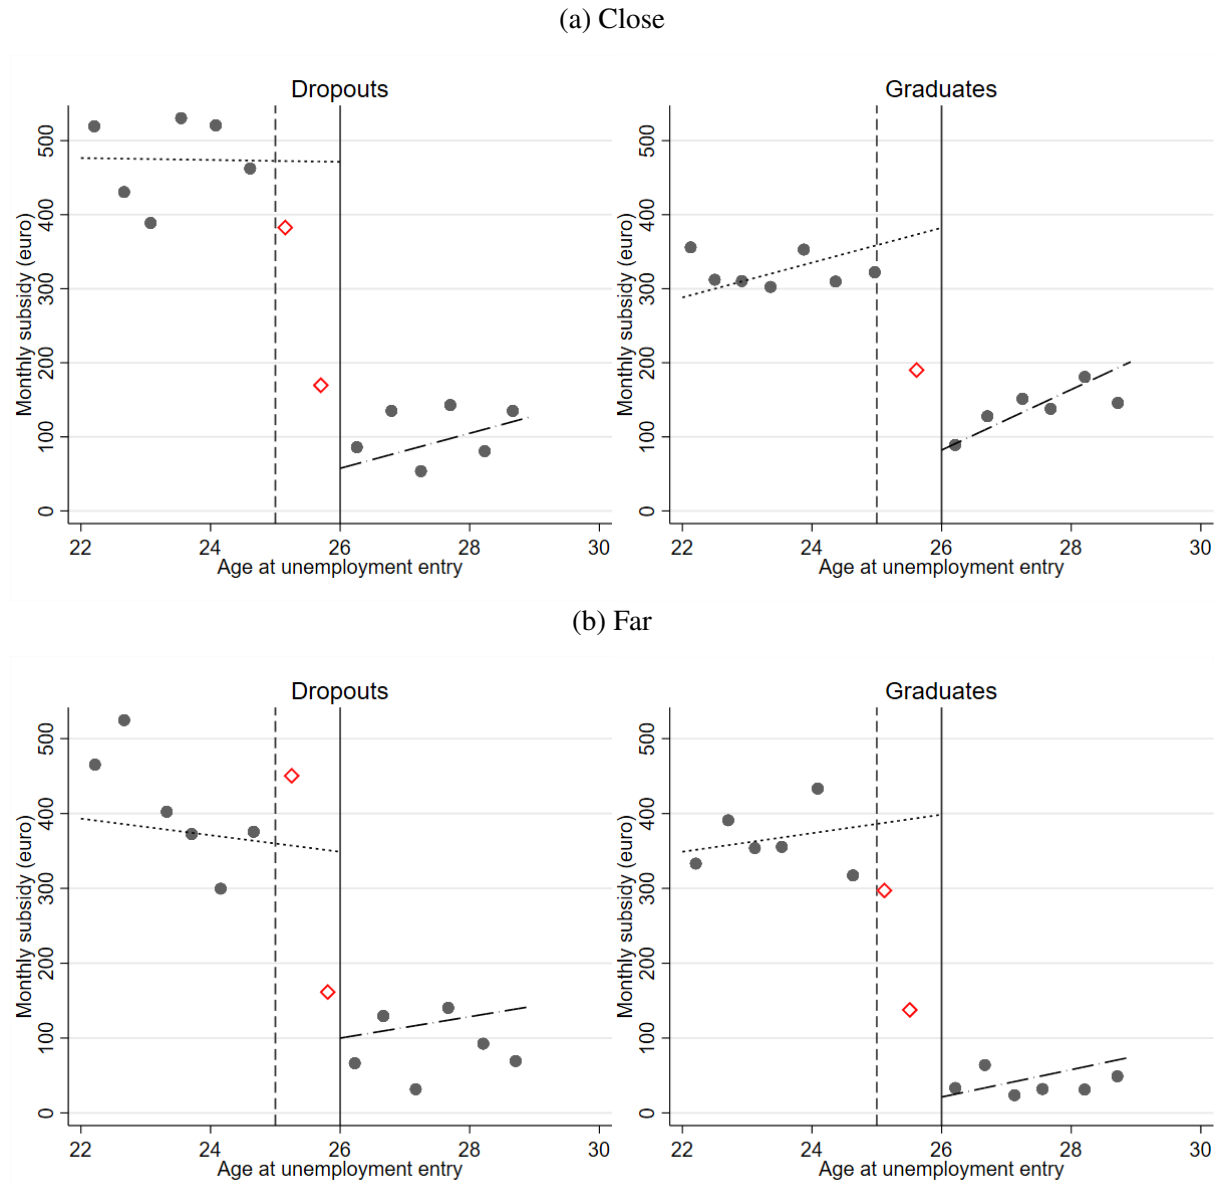 (a) Close
Dropouts
Graduates
Monthly subsidy (euro)
0 100 200 300 400 500
22 24 26 28 30
Age at unemployment entry
Monthly subsidy (euro)
0 100 200 300 400 500
22 24 26 28 30
Age at unemployment entry
(b) Far
Dropouts
Graduates
Monthly subsidy (euro)
0 100 200 300 400 500
22 24 26 28 30
Age at unemployment entry
Monthly subsidy (euro)
0 100 200 300 400 500
22 24 26 28 30
Age at unemployment entry